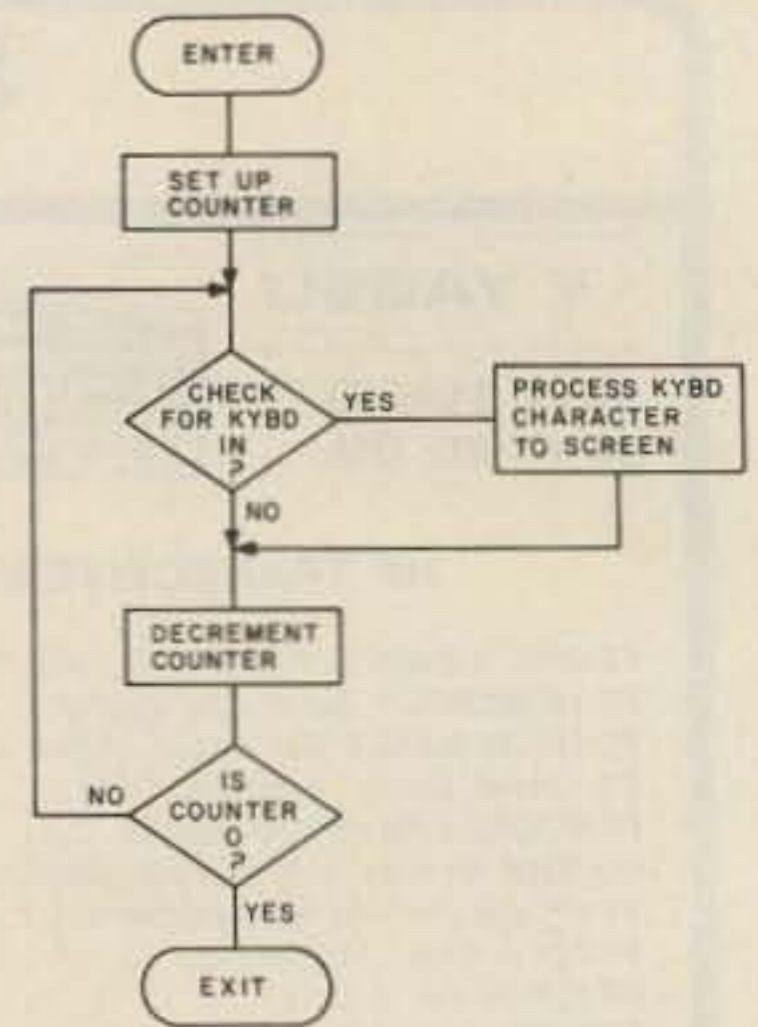 ENTER
SET UP
COUNTER
CHECK
FOR KYBD
IN
?
YES
PROCESS KYBD
CHARACTER
TO SCREEN
NO
DECREMENT
COUNTER
IS
COUNTER
0
?
NO
YES
EXIT